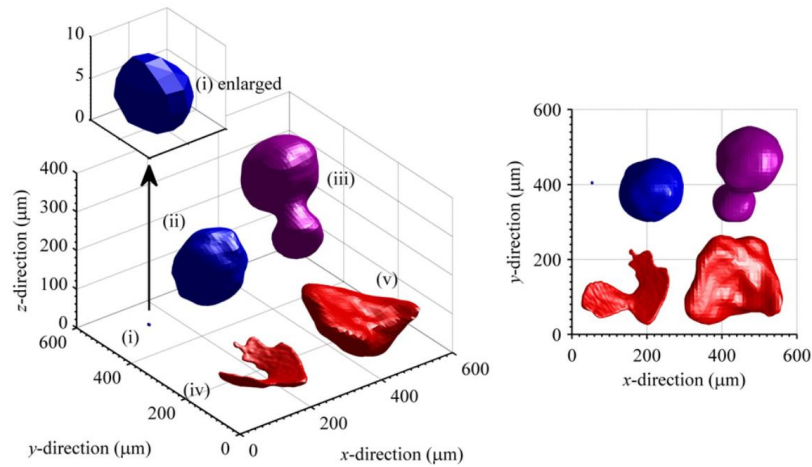 10
5
0
(i) enlarged
400
300
200
100
0
z-direction (μm)
(i)
(ii)
(iii)
(iv)
(v)
600
400
200
0
y-direction (μm)
0
200
400
600
x-direction (μm)
600
400
200
0
y-direction (μm)
0
200
400
600
x-direction (μm)